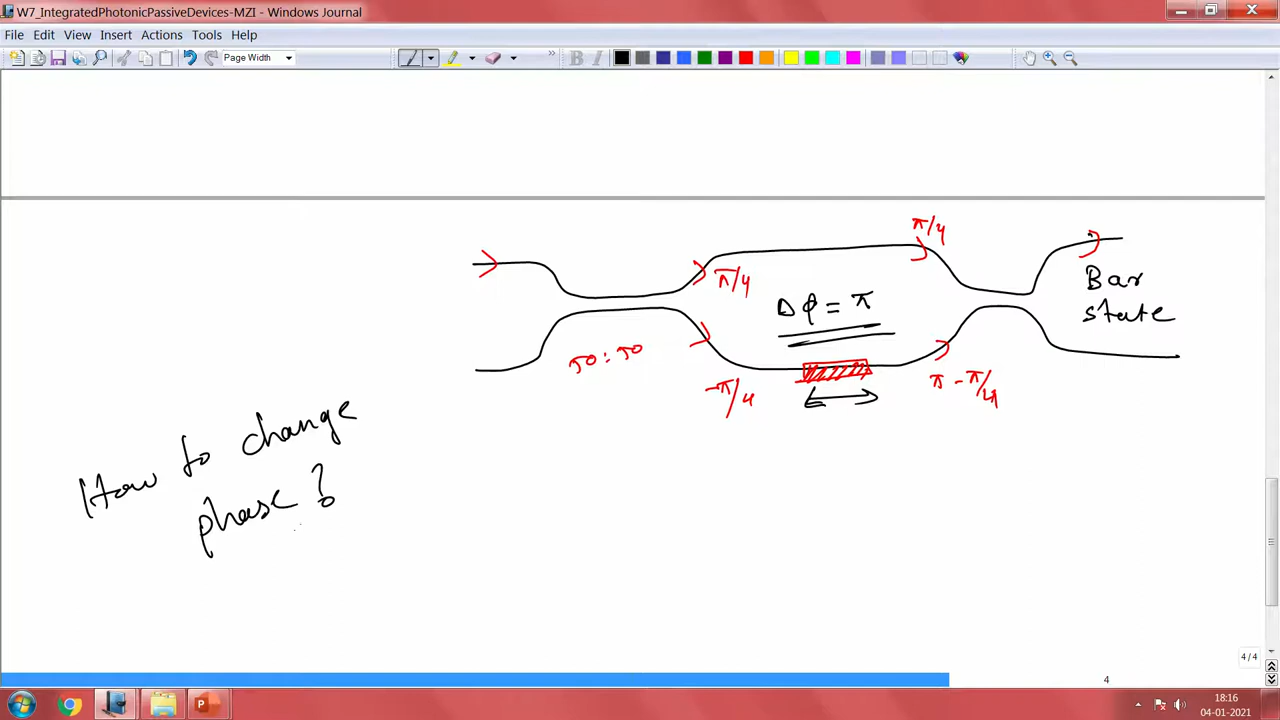 W7_IntegratedPhotonicPassiveDevices-MZI - Windows Journal
File Edit View Insert Actions Tools Help
Page Width
π/4
π/4
Δφ = π
Bar
state
50:50
-π/4
π - π/4
How to change
phase?
4/4
4
18:16
04-01-2021